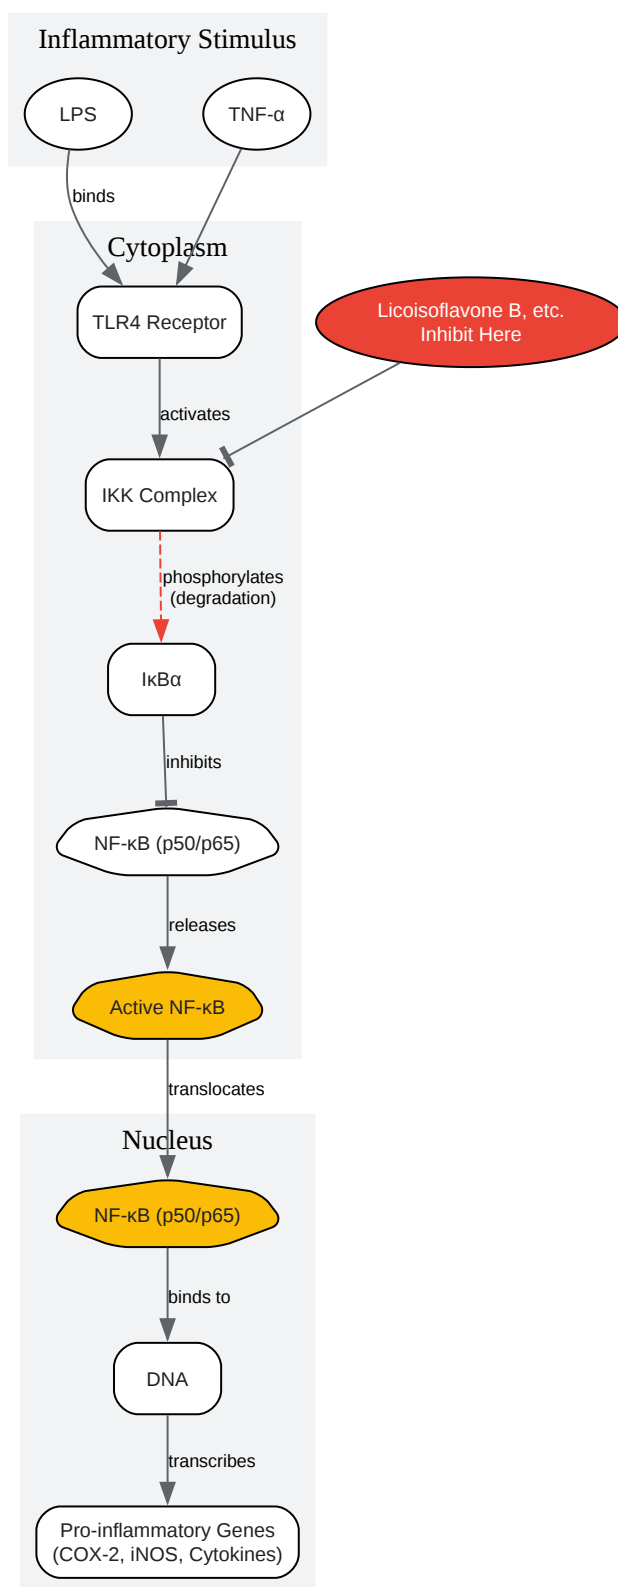 Inflammatory Stimulus
LPS
TNF-α
binds
Cytoplasm
TLR4 Receptor
Licoisoflavone B, etc.
Inhibit Here
activates
IKK Complex
phosphorylates
(degradation)
IκBα
inhibits
NF-κB (p50/p65)
releases
Active NF-κB
translocates
Nucleus
NF-κB (p50/p65)
binds to
DNA
transcribes
Pro-inflammatory Genes
(COX-2, iNOS, Cytokines)